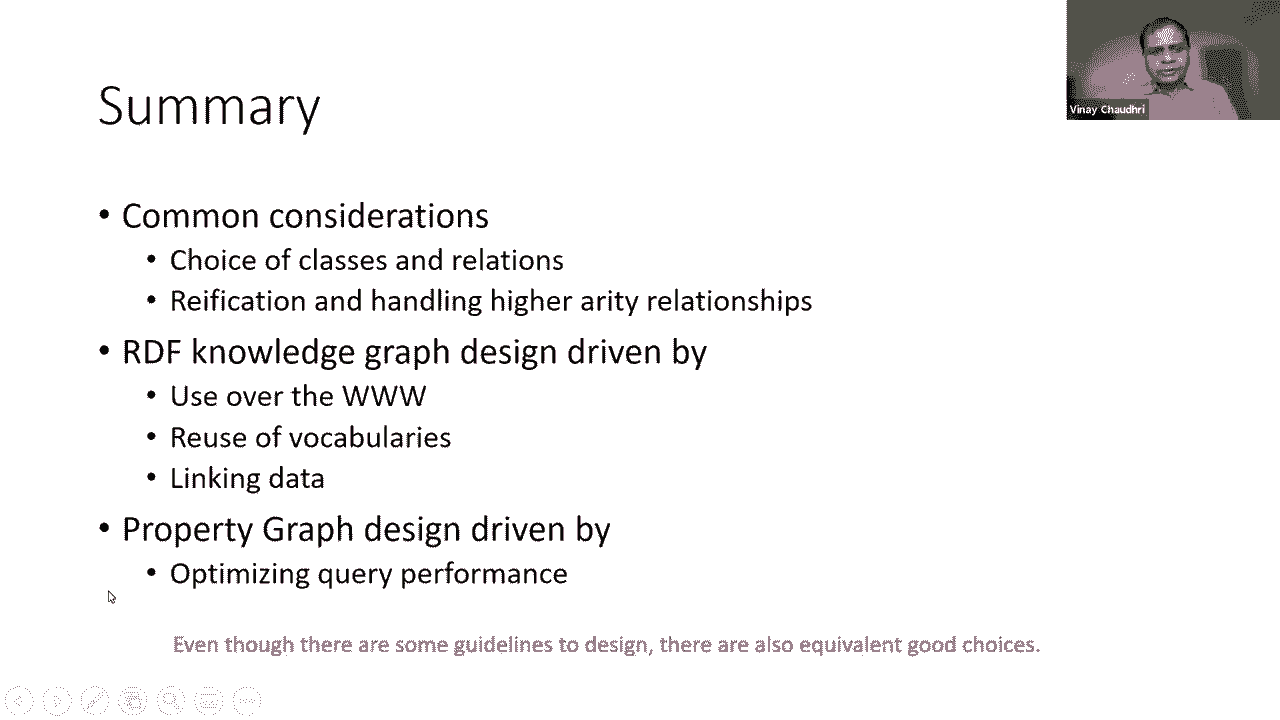 Vinay Chaudhri
Summary
• Common considerations
• Choice of classes and relations
• Reification and handling higher arity relationships
• RDF knowledge graph design driven by
• Use over the WWW
• Reuse of vocabularies
• Linking data
• Property Graph design driven by
• Optimizing query performance
Even though there are some guidelines to design, there are also equivalent good choices.